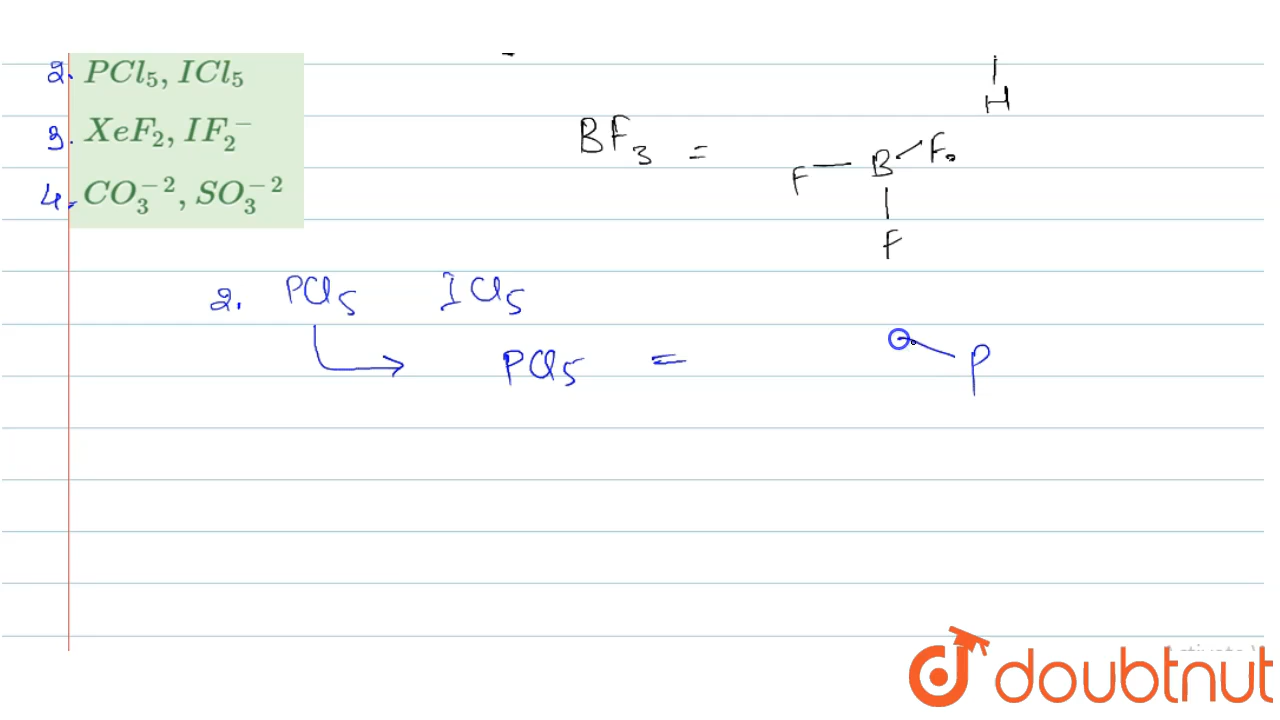 2. PCl₅, ICl₅
3. XeF₂, IF₂⁻
4. CO₃⁻², SO₃⁻²
H
BF₃ =
F — B — F
F
2. PCl₅ ICl₅
PCl₅ = P
doubtnut